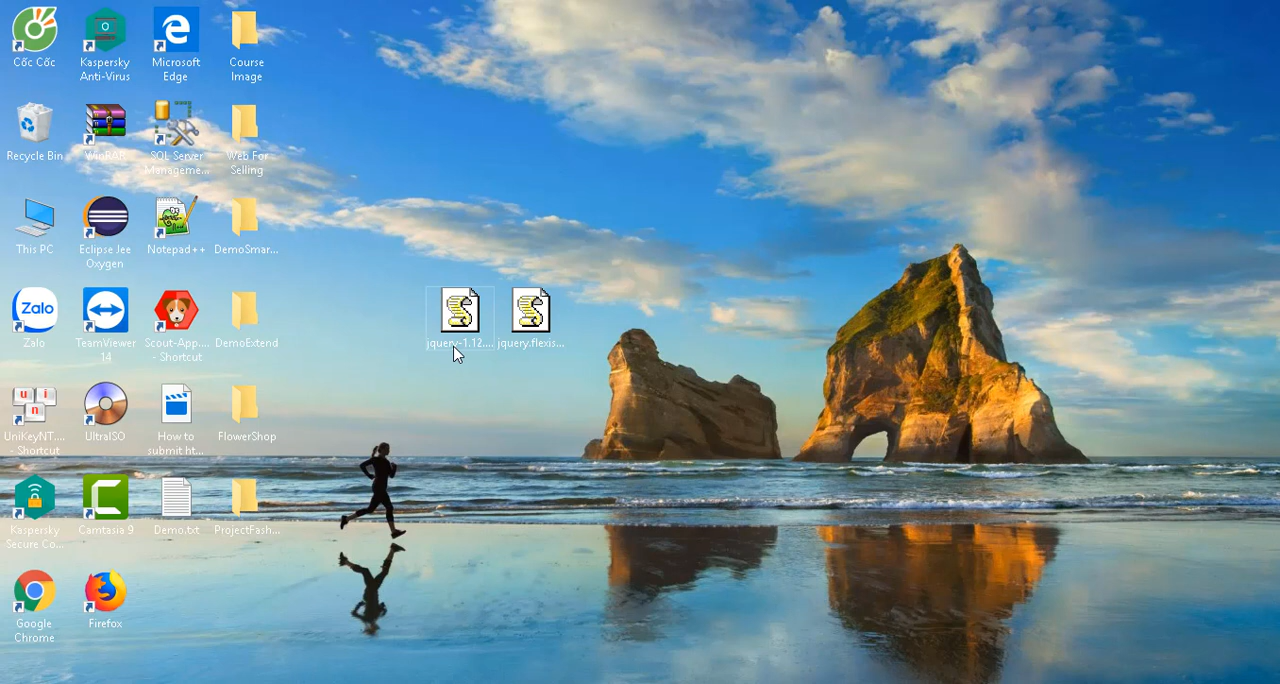 Cốc Cốc
Kaspersky
Anti-Virus
Microsoft
Edge
Course
Image
Recycle Bin
WinRAR
SQL Server
Manageme...
Web For
Selling
This PC
Eclipse Jee
Oxygen
Notepad++
DemoSmar...
Zalo
Zalo
TeamViewer
14
Scout-App....
- Shortcut
DemoExtend
jquery-1.12....
jquery.flexis...
u i
n
UniKeyNT....
- Shortcut
UltraISO
How to
submit ht...
FlowerShop
Kaspersky
Secure Co...
Camtasia 9
Demo.txt
ProjectFash...
Google
Chrome
Firefox